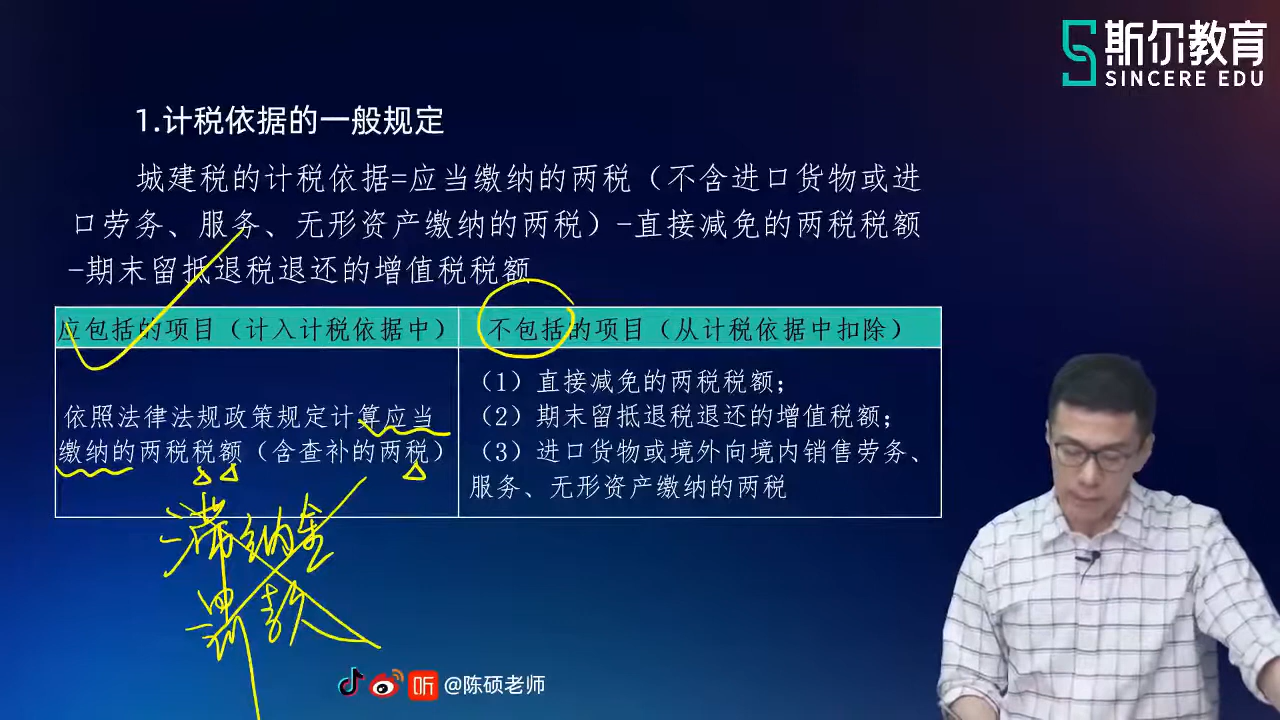 斯尔教育
SINCERE EDU
1.计税依据的一般规定
城建税的计税依据=应当缴纳的两税（不含进口货物或进
口劳务、服务、无形资产缴纳的两税）-直接减免的两税税额
-期末留抵退税退还的增值税税额
应包括的项目（计入计税依据中）
不包括的项目（从计税依据中扣除）
依照法律法规政策规定计算应当
缴纳的两税税额（含查补的两税）
（1）直接减免的两税税额；
（2）期末留抵退税退还的增值税额；
（3）进口货物或境外向境内销售劳务、
服务、无形资产缴纳的两税
滞纳金
罚款
听 @陈硕老师